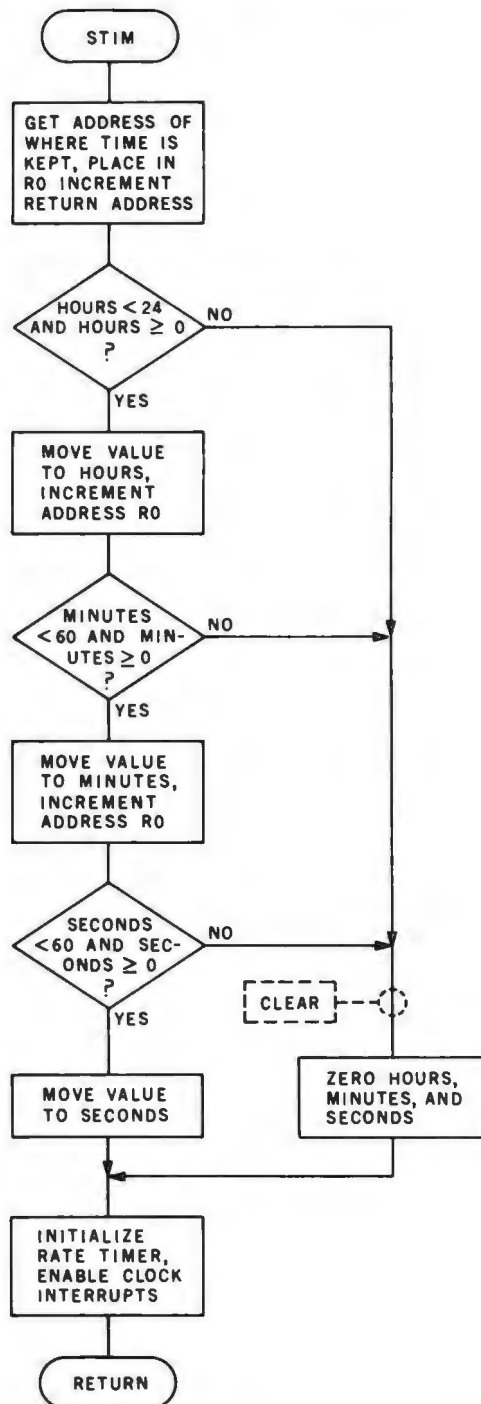 STIM
GET ADDRESS OF
WHERE TIME IS
KEPT, PLACE IN
RO INCREMENT
RETURN ADDRESS
HOURS < 24
AND HOURS ≥ 0
?
NO
YES
MOVE VALUE
TO HOURS,
INCREMENT
ADDRESS RO
MINUTES
<60 AND MIN-
UTES ≥ 0
?
NO
YES
MOVE VALUE
TO MINUTES,
INCREMENT
ADDRESS RO
SECONDS
<60 AND SEC-
ONDS ≥ 0
?
NO
YES
CLEAR
MOVE VALUE
TO SECONDS
ZERO HOURS,
MINUTES, AND
SECONDS
INITIALIZE
RATE TIMER,
ENABLE CLOCK
INTERRUPTS
RETURN